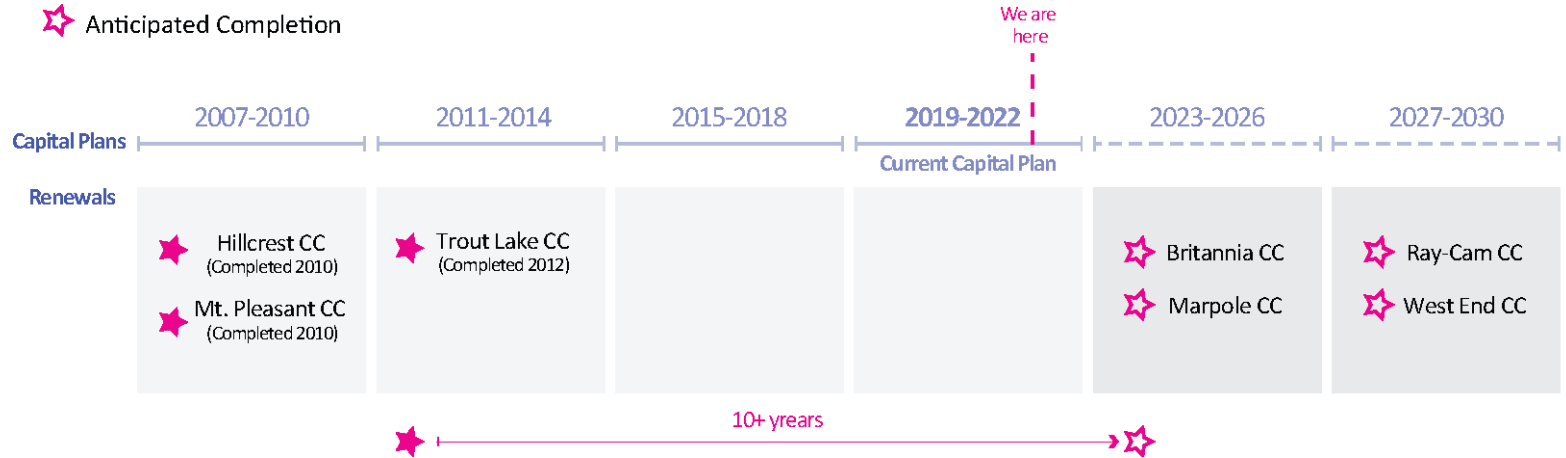 Anticipated Completion
We are
here
2007-2010 2011-2014 2015-2018 2019-2022 2023-2026 2027-2030
Capital Plans
Current Capital Plan
Renewals
Hillcrest CC
(Completed 2010)
Mt. Pleasant CC
(Completed 2010)
Trout Lake CC
(Completed 2012)
Britannia CC
Marpole CC
Ray-Cam CC
West End CC
10+ yrears